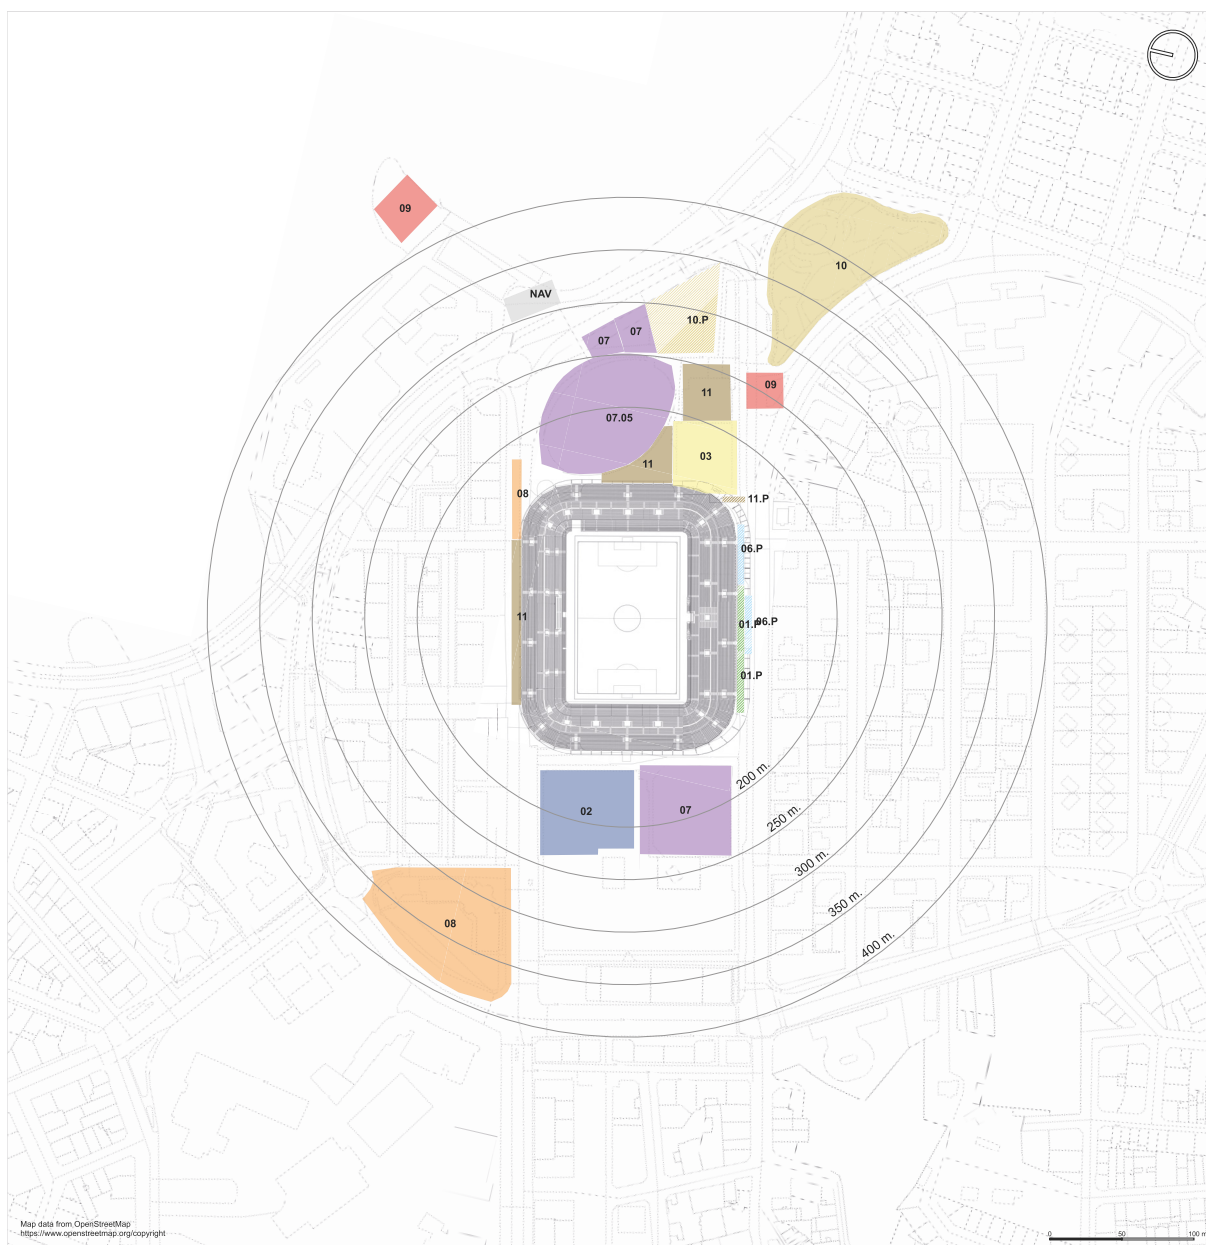 09
10
NAV
10.P
07
07
09
11
07.05
03
11
08
11.P
06.P
11
01.P
06.P
01.P
200 m.
02
07
250 m.
300 m.
350 m.
08
400 m.
Map data from OpenStreetMap
https://www.openstreetmap.org/copyright
0 50 100 m